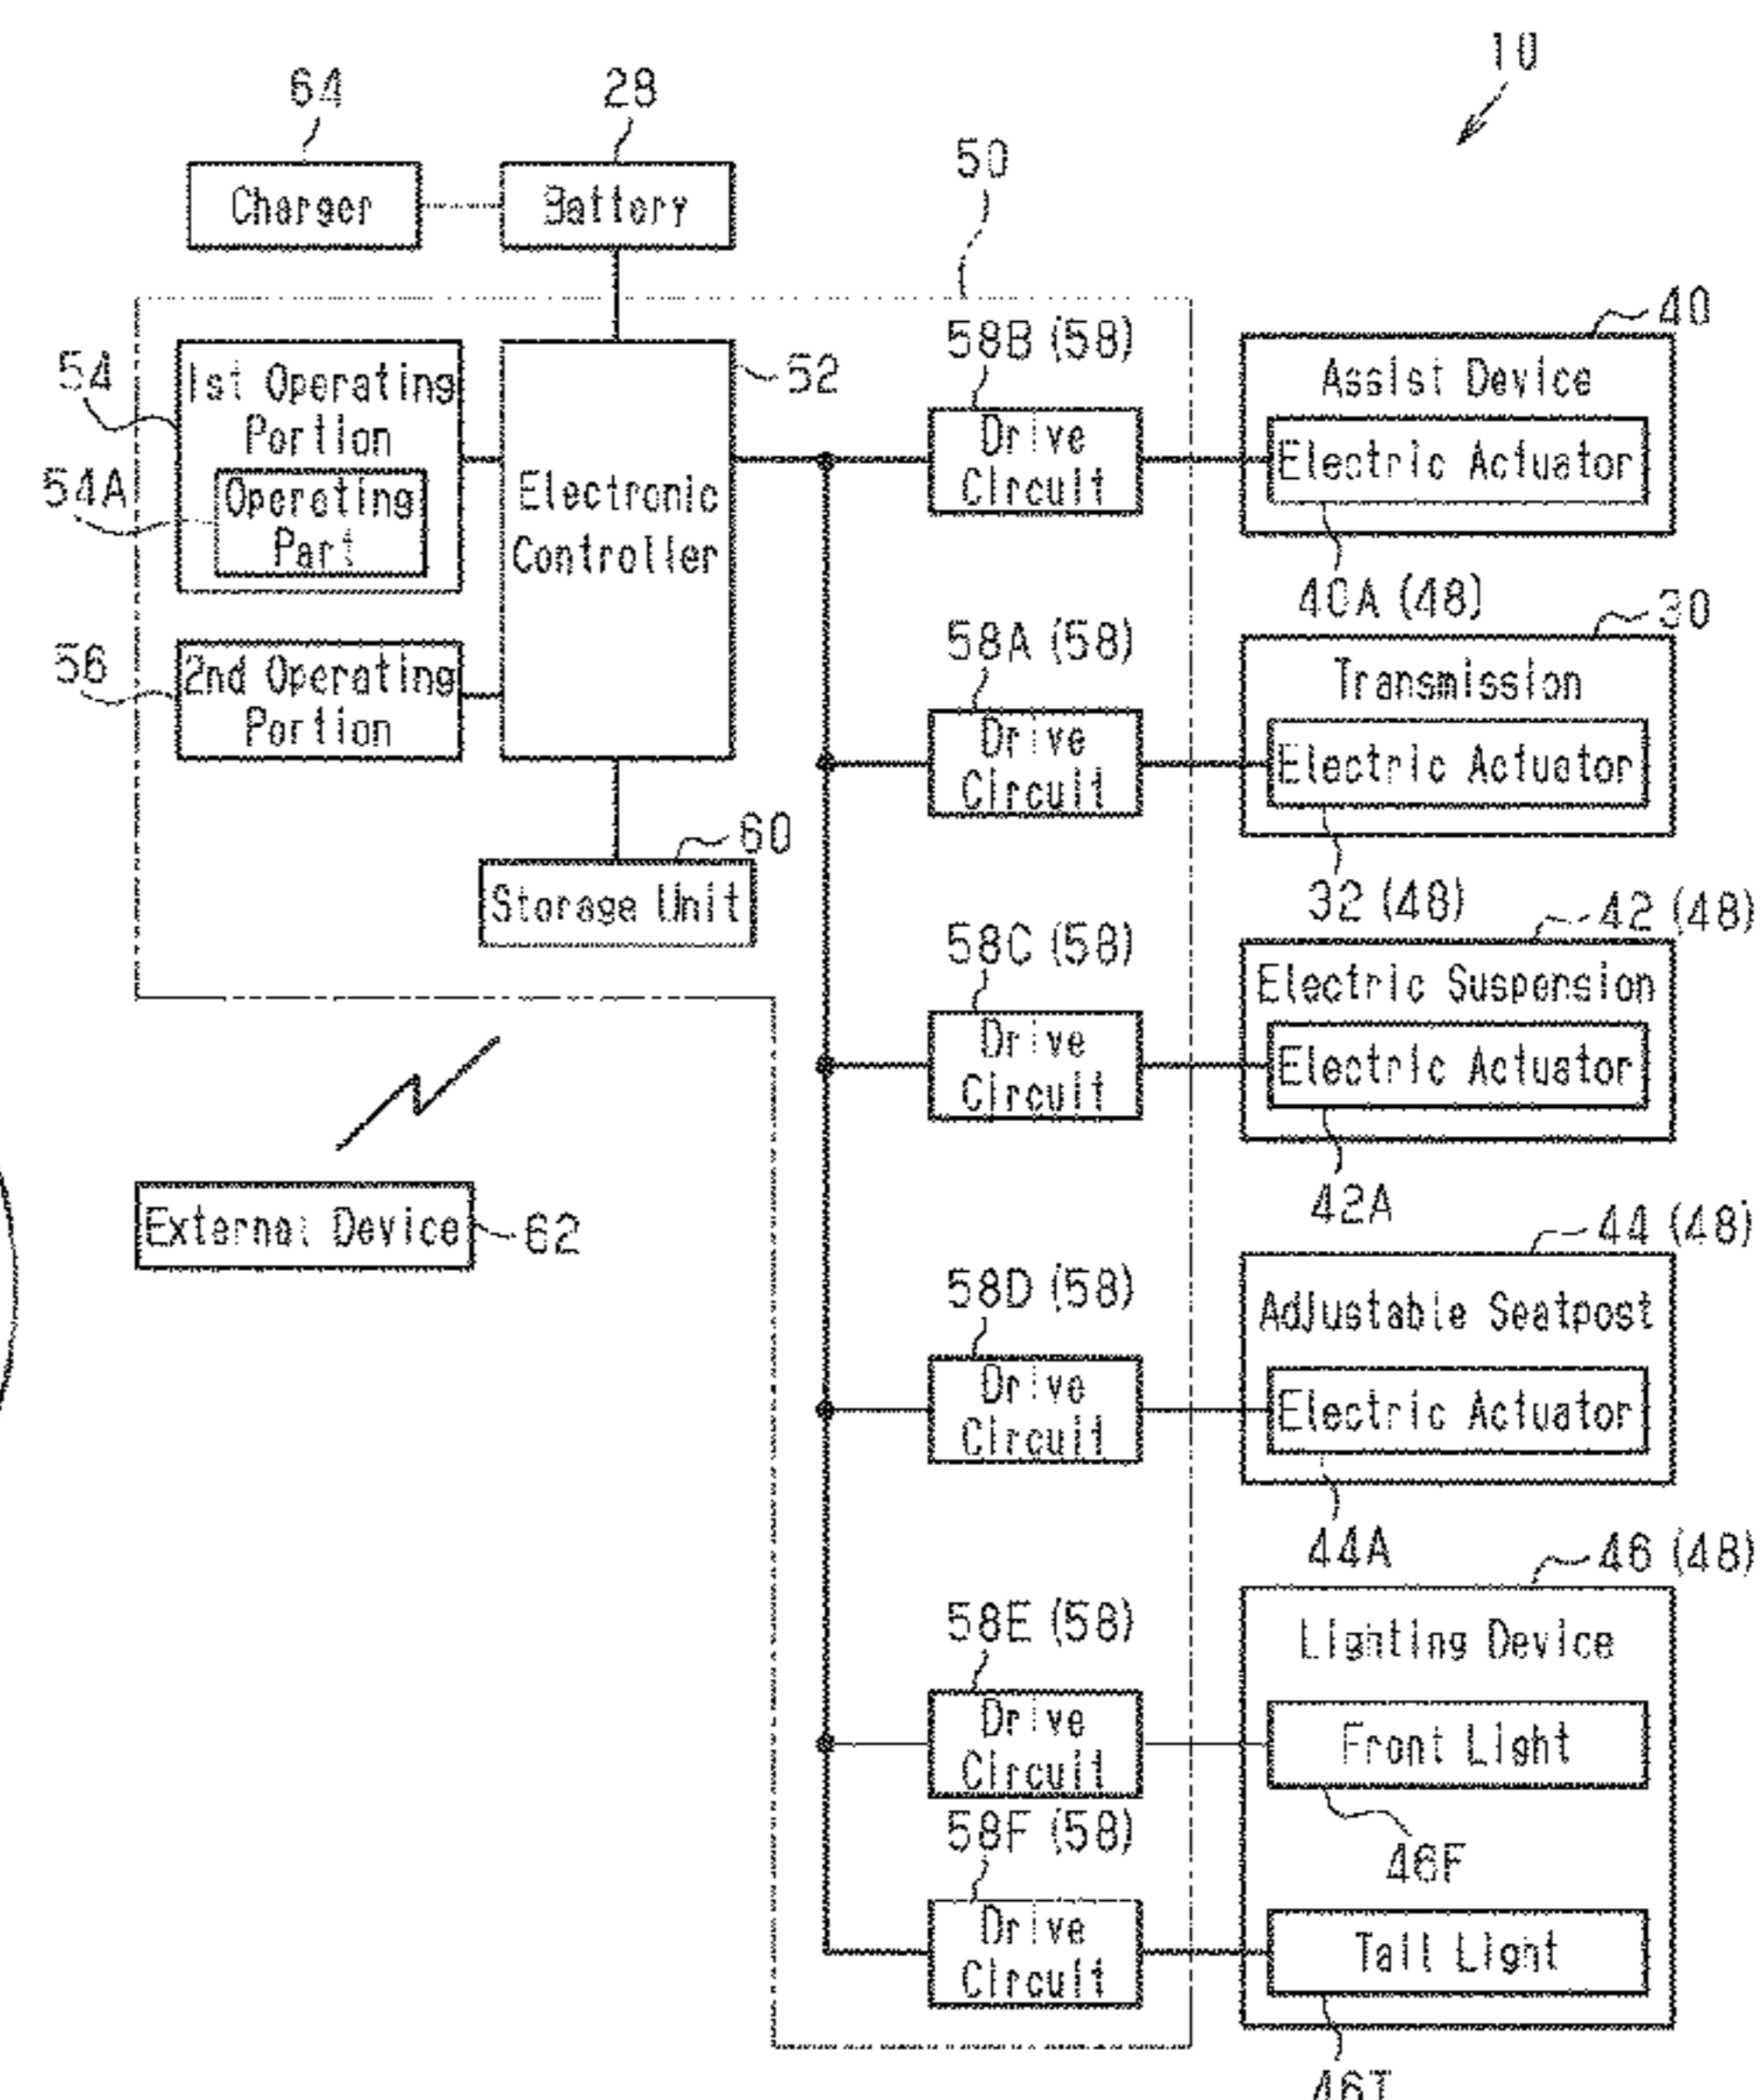 10
64
28
50
Charger
Battery
58B (58)
40
54
1st Operating
Portion
52
Drive
Circuit
Assist Device
Electric Actuator
54A
Operating
Part
Electronic
Controller
40A (48)
58A (58)
30
56
2nd Operating
Portion
Drive
Circuit
Transmission
Electric Actuator
60
Storage Unit
32 (48)
58C (58)
42 (48)
Drive
Circuit
Electric Suspension
Electric Actuator
External Device
62
42A
58D (58)
44 (48)
Drive
Circuit
Adjustable Seatpost
Electric Actuator
44A
58E (58)
46 (48)
Drive
Circuit
Lighting Device
Front Light
46F
58F (58)
Drive
Circuit
Tail Light
46T